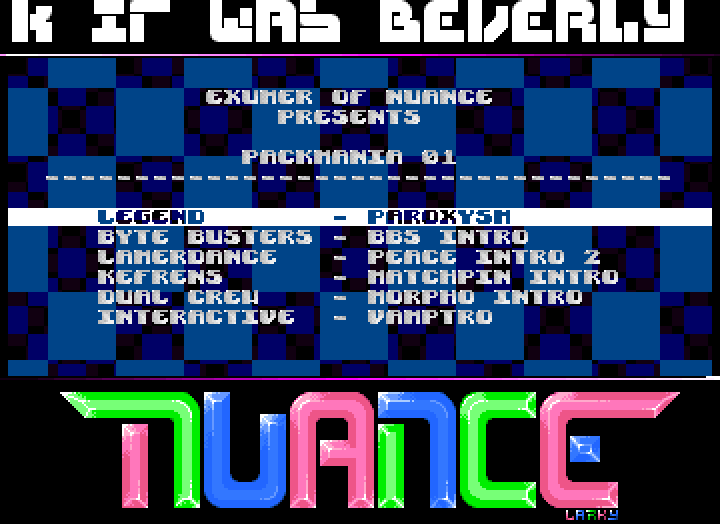 K IF WAS BEVERLY
EXUMER OF NUANCE
PRESENTS
PACKMANIA 01
-----------------------------------
LEGEND - PAROXYSM
BYTE BUSTERS - BBS INTRO
LAMERDANCE - PEACE INTRO 2
KEFRENS - MATCHPIN INTRO
DUAL CREW - MORPHO INTRO
INTERACTIVE - VAMPTRO
NUANCE
LARKY